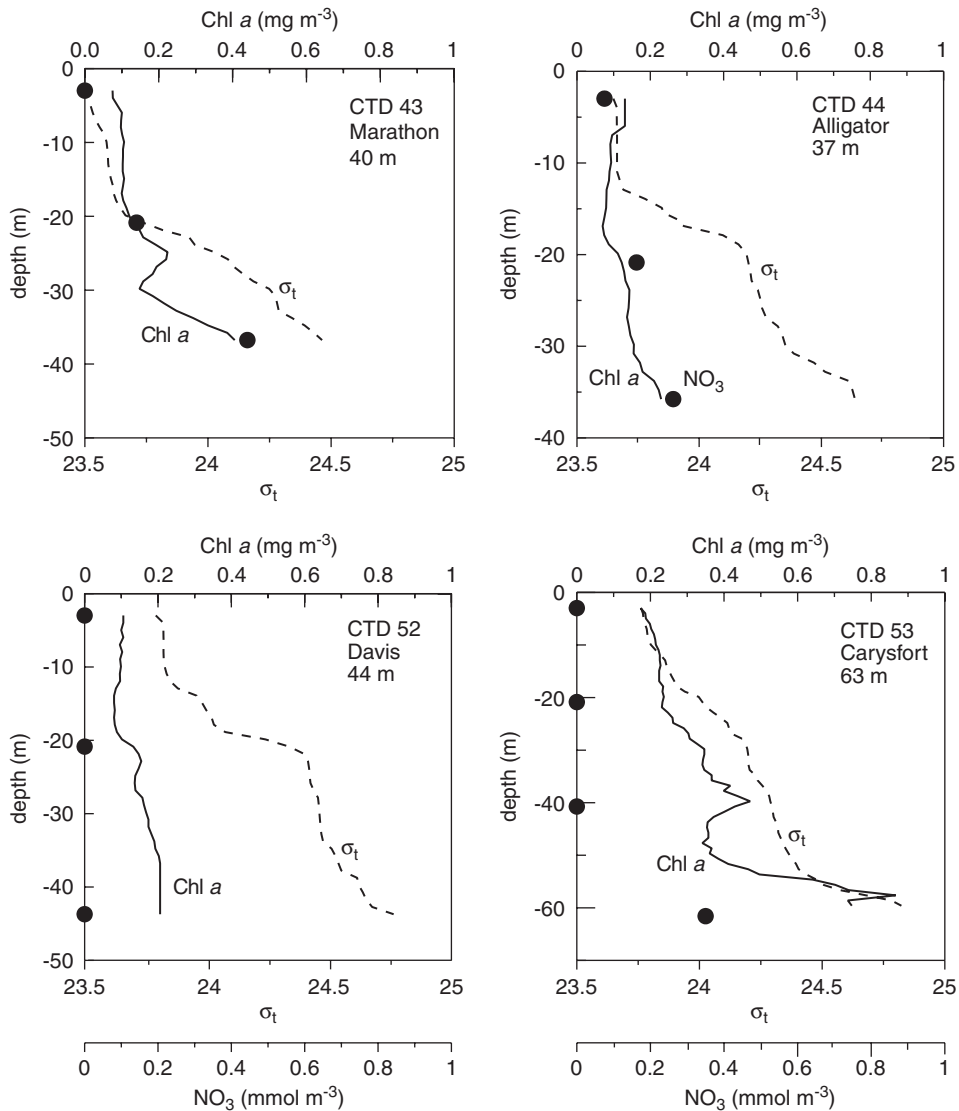 Chl a (mg m-3)
0.0 0.2 0.4 0.6 0.8 1
0
-10
-20
-30
-40
-50
depth (m)
CTD 43
Marathon
40 m
σt
Chl a
23.5 24 24.5 25
σt
Chl a (mg m-3)
0 0.2 0.4 0.6 0.8 1
0
-10
-20
-30
-40
depth (m)
CTD 44
Alligator
37 m
σt
Chl a
NO3
23.5 24 24.5 25
σt
Chl a (mg m-3)
0 0.2 0.4 0.6 0.8 1
0
-10
-20
-30
-40
-50
depth (m)
CTD 52
Davis
44 m
σt
Chl a
23.5 24 24.5 25
σt
0 0.2 0.4 0.6 0.8 1
NO3 (mmol m-3)
Chl a (mg m-3)
0 0.2 0.4 0.6 0.8 1
0
-20
-40
-60
depth (m)
CTD 53
Carysfort
63 m
σt
Chl a
23.5 24 24.5 25
σt
0 0.2 0.4 0.6 0.8 1
NO3 (mmol m-3)